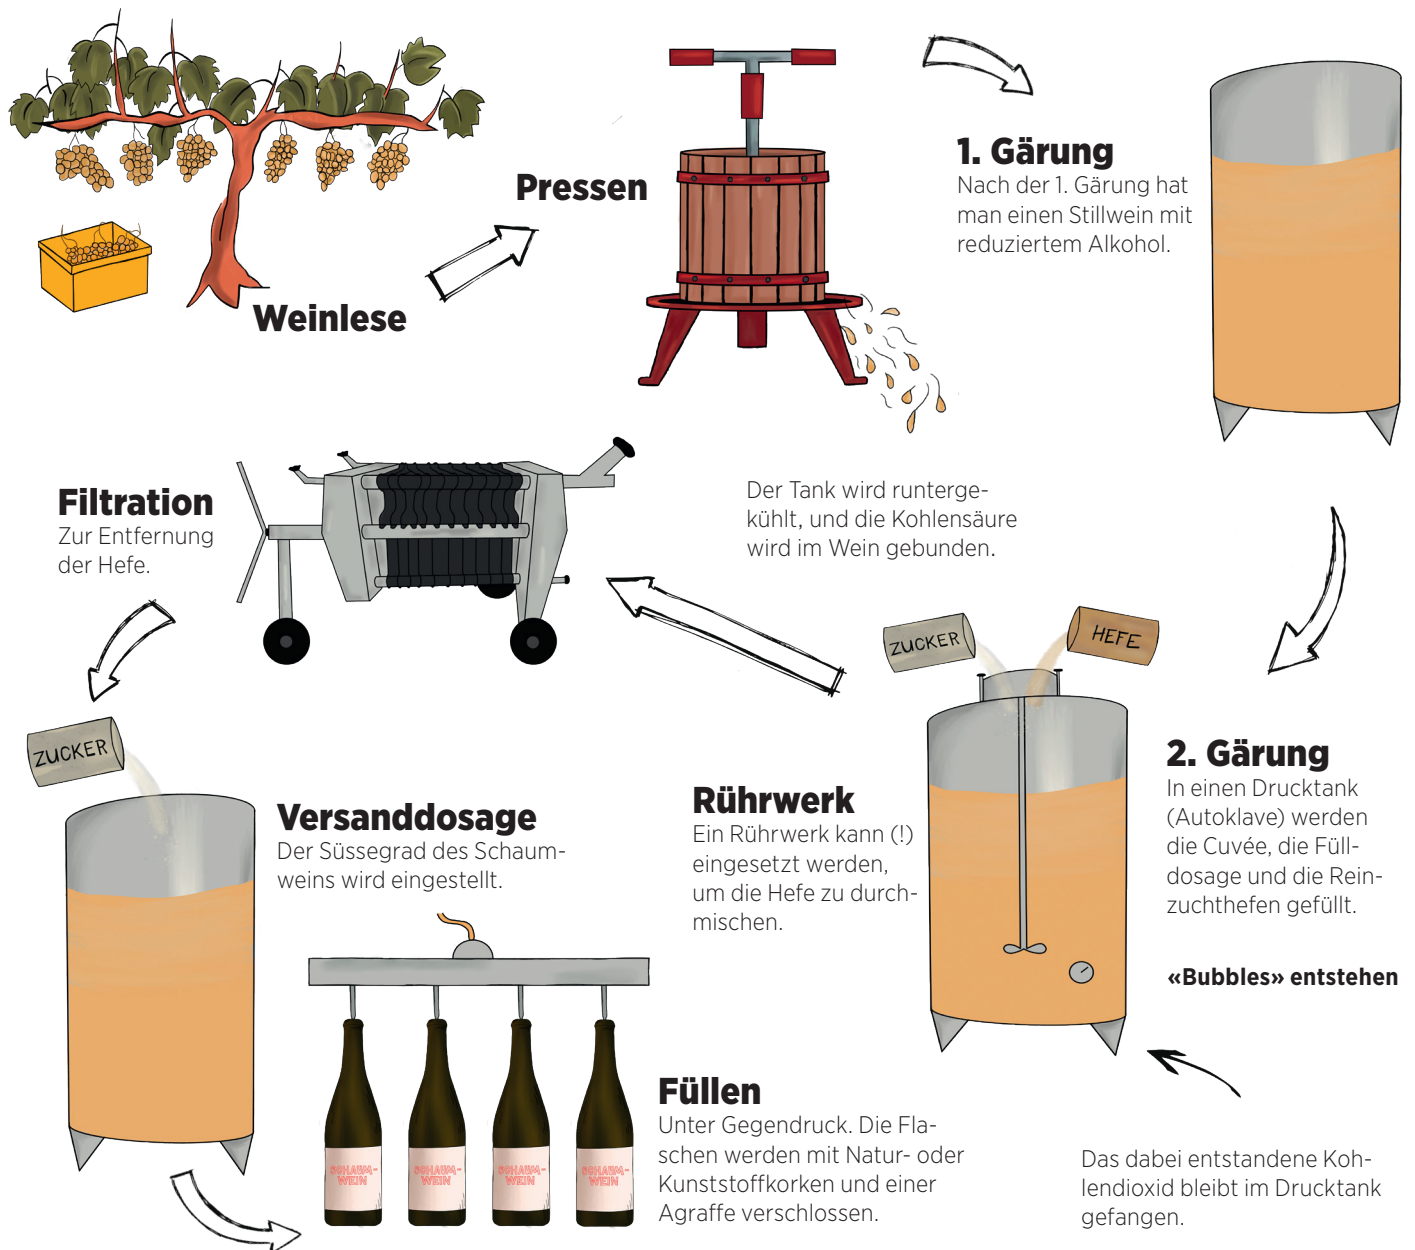 Weinlese
Pressen
1. Gärung
Nach der 1. Gärung hat
man einen Stillwein mit
reduziertem Alkohol.
ZUCKER
HEFE
2. Gärung
In einen Drucktank
(Autoklave) werden
die Cuvée, die Füll-
dosage und die Rein-
zuchthefen gefüllt.
«Bubbles» entstehen
Das dabei entstandene Koh-
lendioxid bleibt im Drucktank
gefangen.
Rührwerk
Ein Rührwerk kann (!)
eingesetzt werden,
um die Hefe zu durch-
mischen.
Der Tank wird runterge-
kühlt, und die Kohlensäure
wird im Wein gebunden.
Filtration
Zur Entfernung
der Hefe.
ZUCKER
Versanddosage
Der Süssegrad des Schaum-
weins wird eingestellt.
Füllen
Unter Gegendruck. Die Fla-
schen werden mit Natur- oder
Kunststoffkorken und einer
Agraffe verschlossen.
SCHAUM-
WEIN
SCHAUM-
WEIN
SCHAUM-
WEIN
SCHAUM-
WEIN